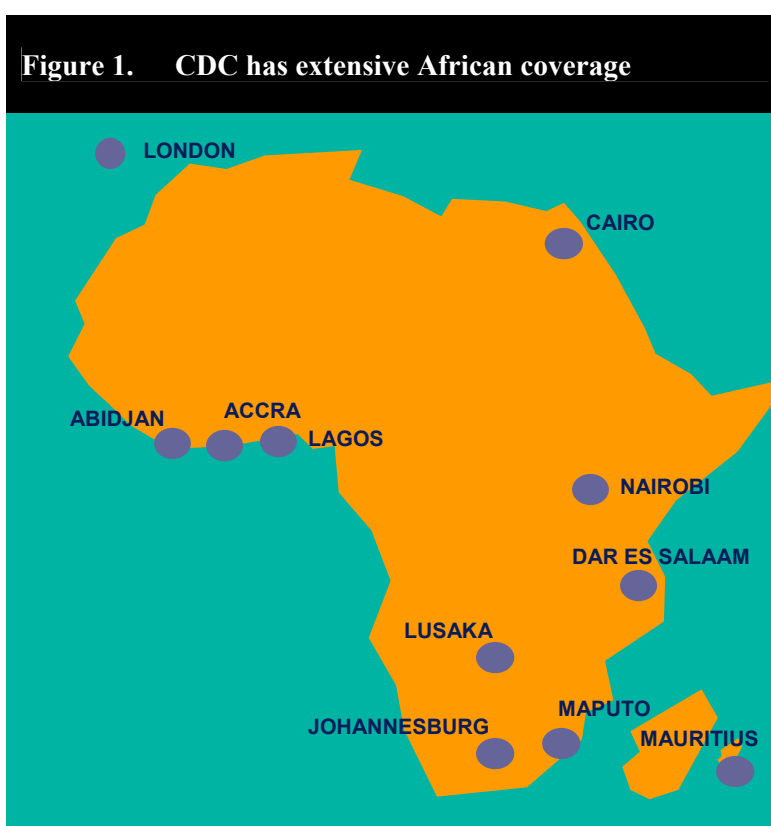 Figure 1. CDC has extensive African coverage
LONDON
CAIRO
ACCRA
ABIDJAN
LAGOS
NAIROBI
DAR ES SALAAM
LUSAKA
MAPUTO
JOHANNESBURG
MAURITIUS